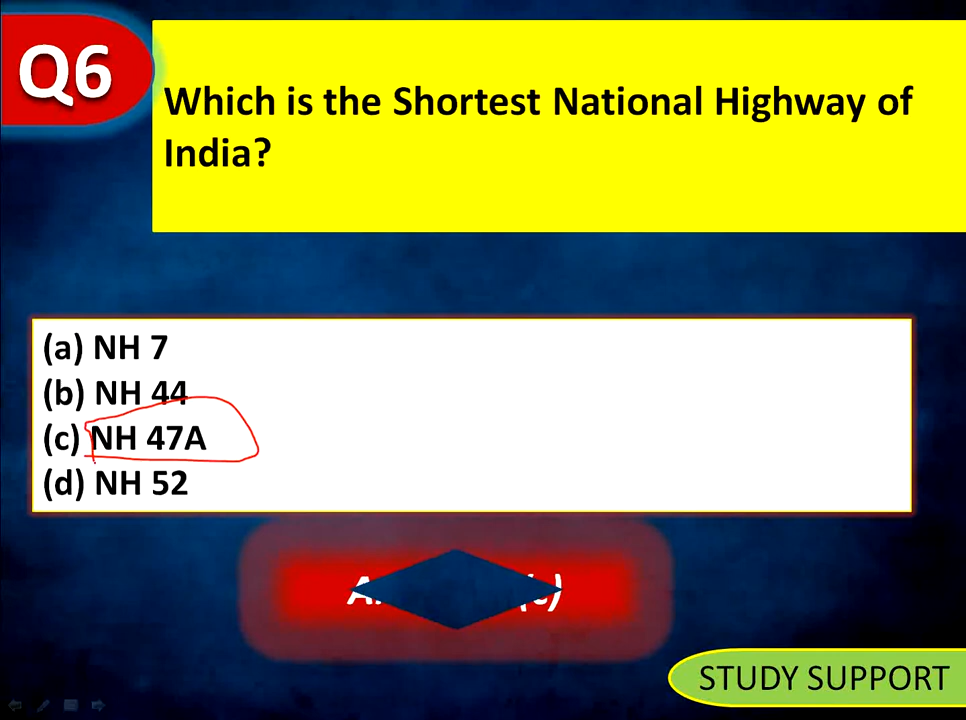 Q6
Which is the Shortest National Highway of
India?
(a) NH 7
(b) NH 44
(c) NH 47A
(d) NH 52
(c)
STUDY SUPPORT